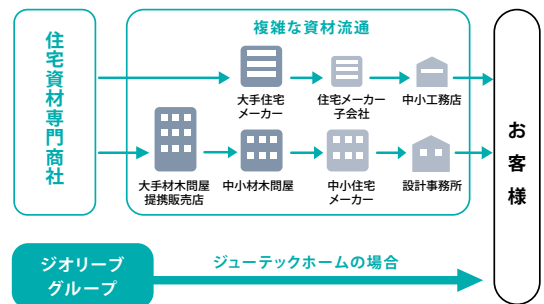 複雑な資材流通
住宅資材専門商社
大手住宅
メーカー
住宅メーカー
子会社
中小工務店
大手材木問屋
提携販売店
中小材木問屋
中小住宅
メーカー
設計事務所
お客様
ジオリーブ
グループ
ジューテックホームの場合